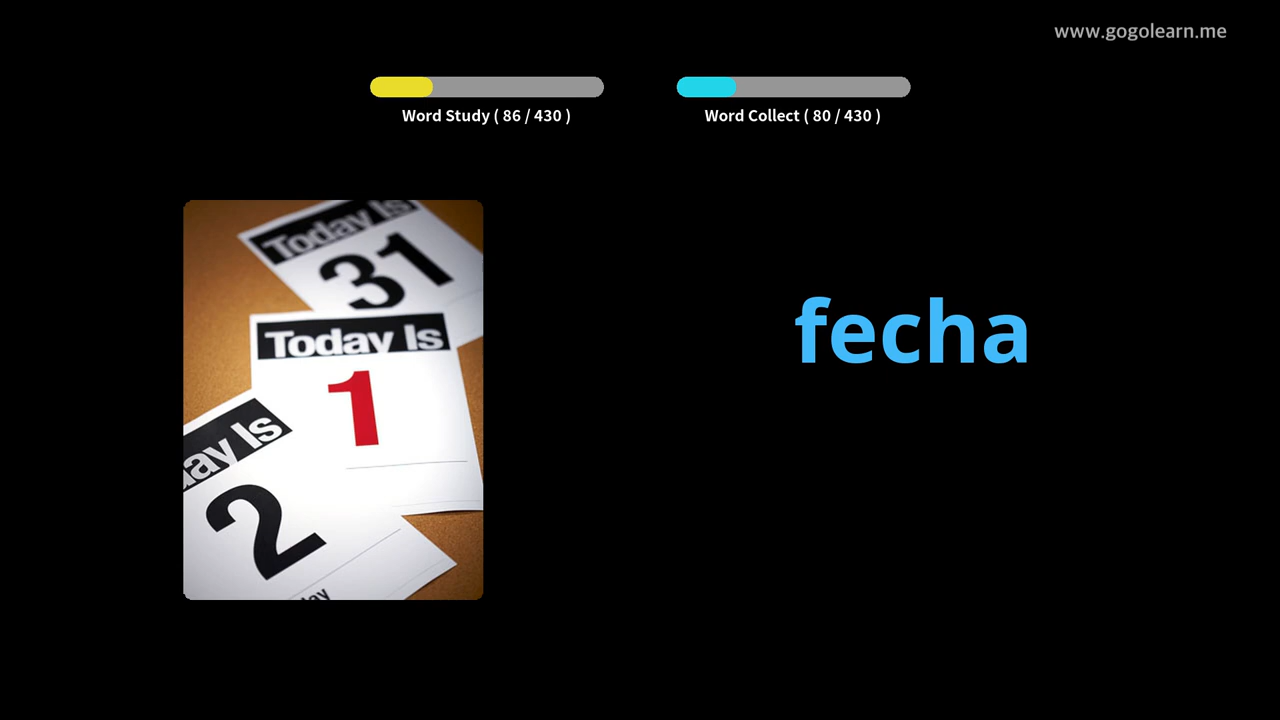 www.gogolearn.me
Word Study ( 86 / 430 )
Word Collect ( 80 / 430 )
Today Is
31
Today Is
1
ay Is
2
day
fecha